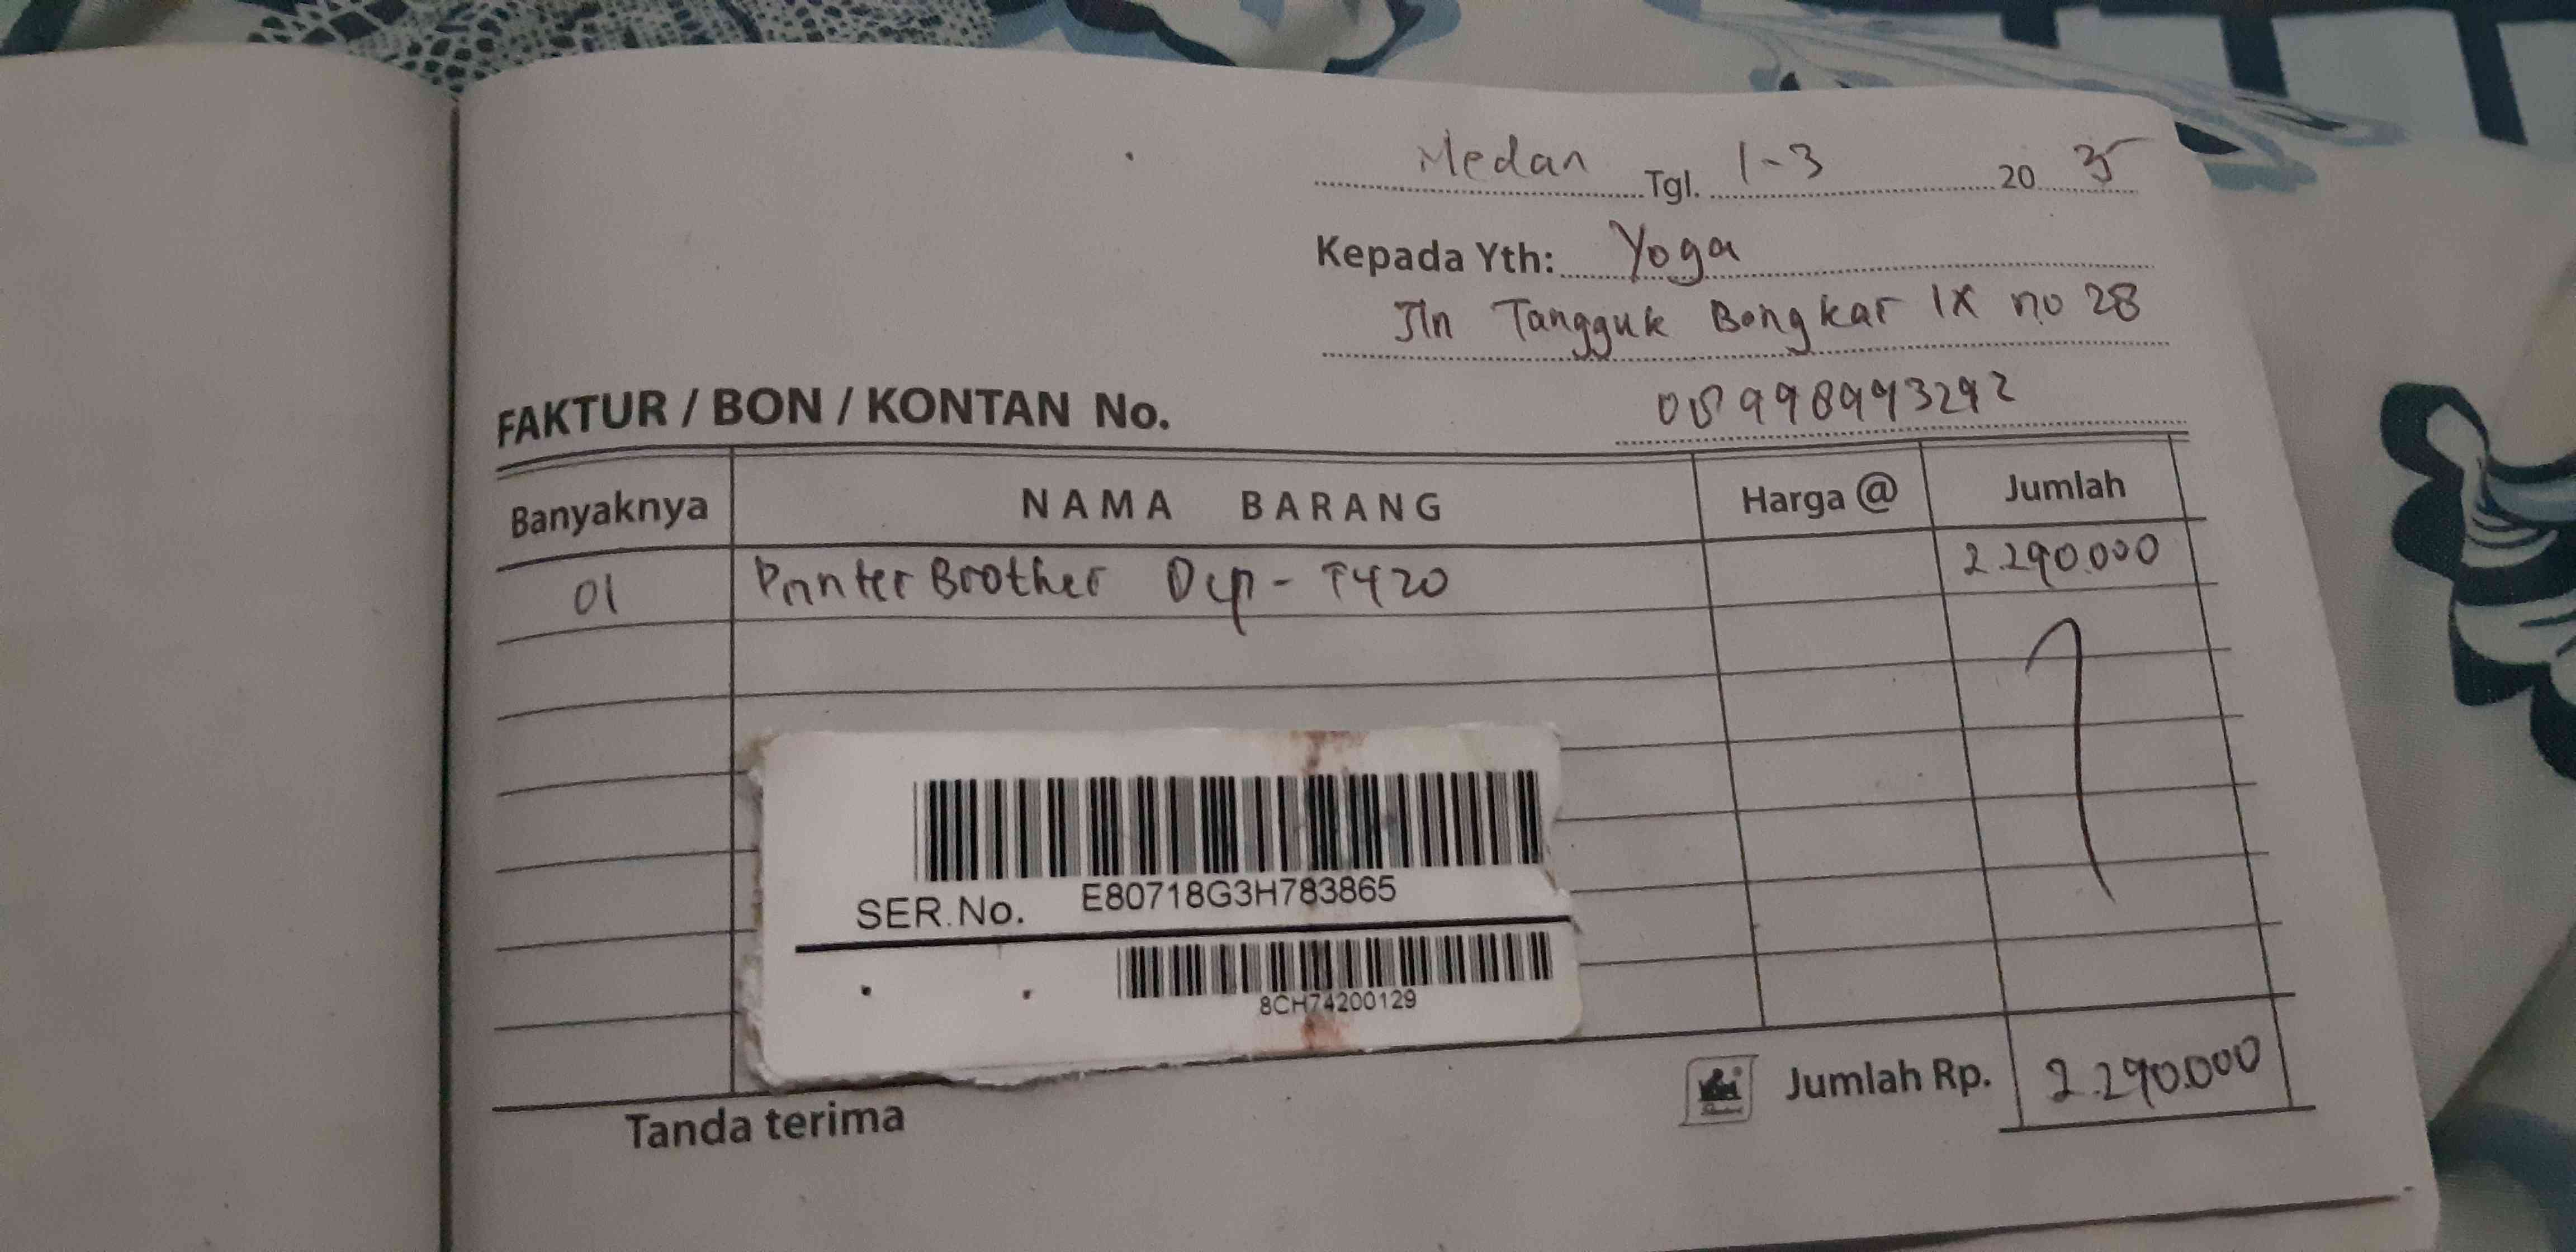 Medan Tgl. 1-3 20 25
Kepada Yth: Yoga
Jln Tangguk Bongkar IX no 28
FAKTUR / BON / KONTAN No.
Banyaknya NAMA BARANG Harga @ Jumlah
01 Printer Brother Dcp - T420 2.290.000
SER.No. E80718G3H783865
8CH74200129
Jumlah Rp. 2.290.000
Tanda terima